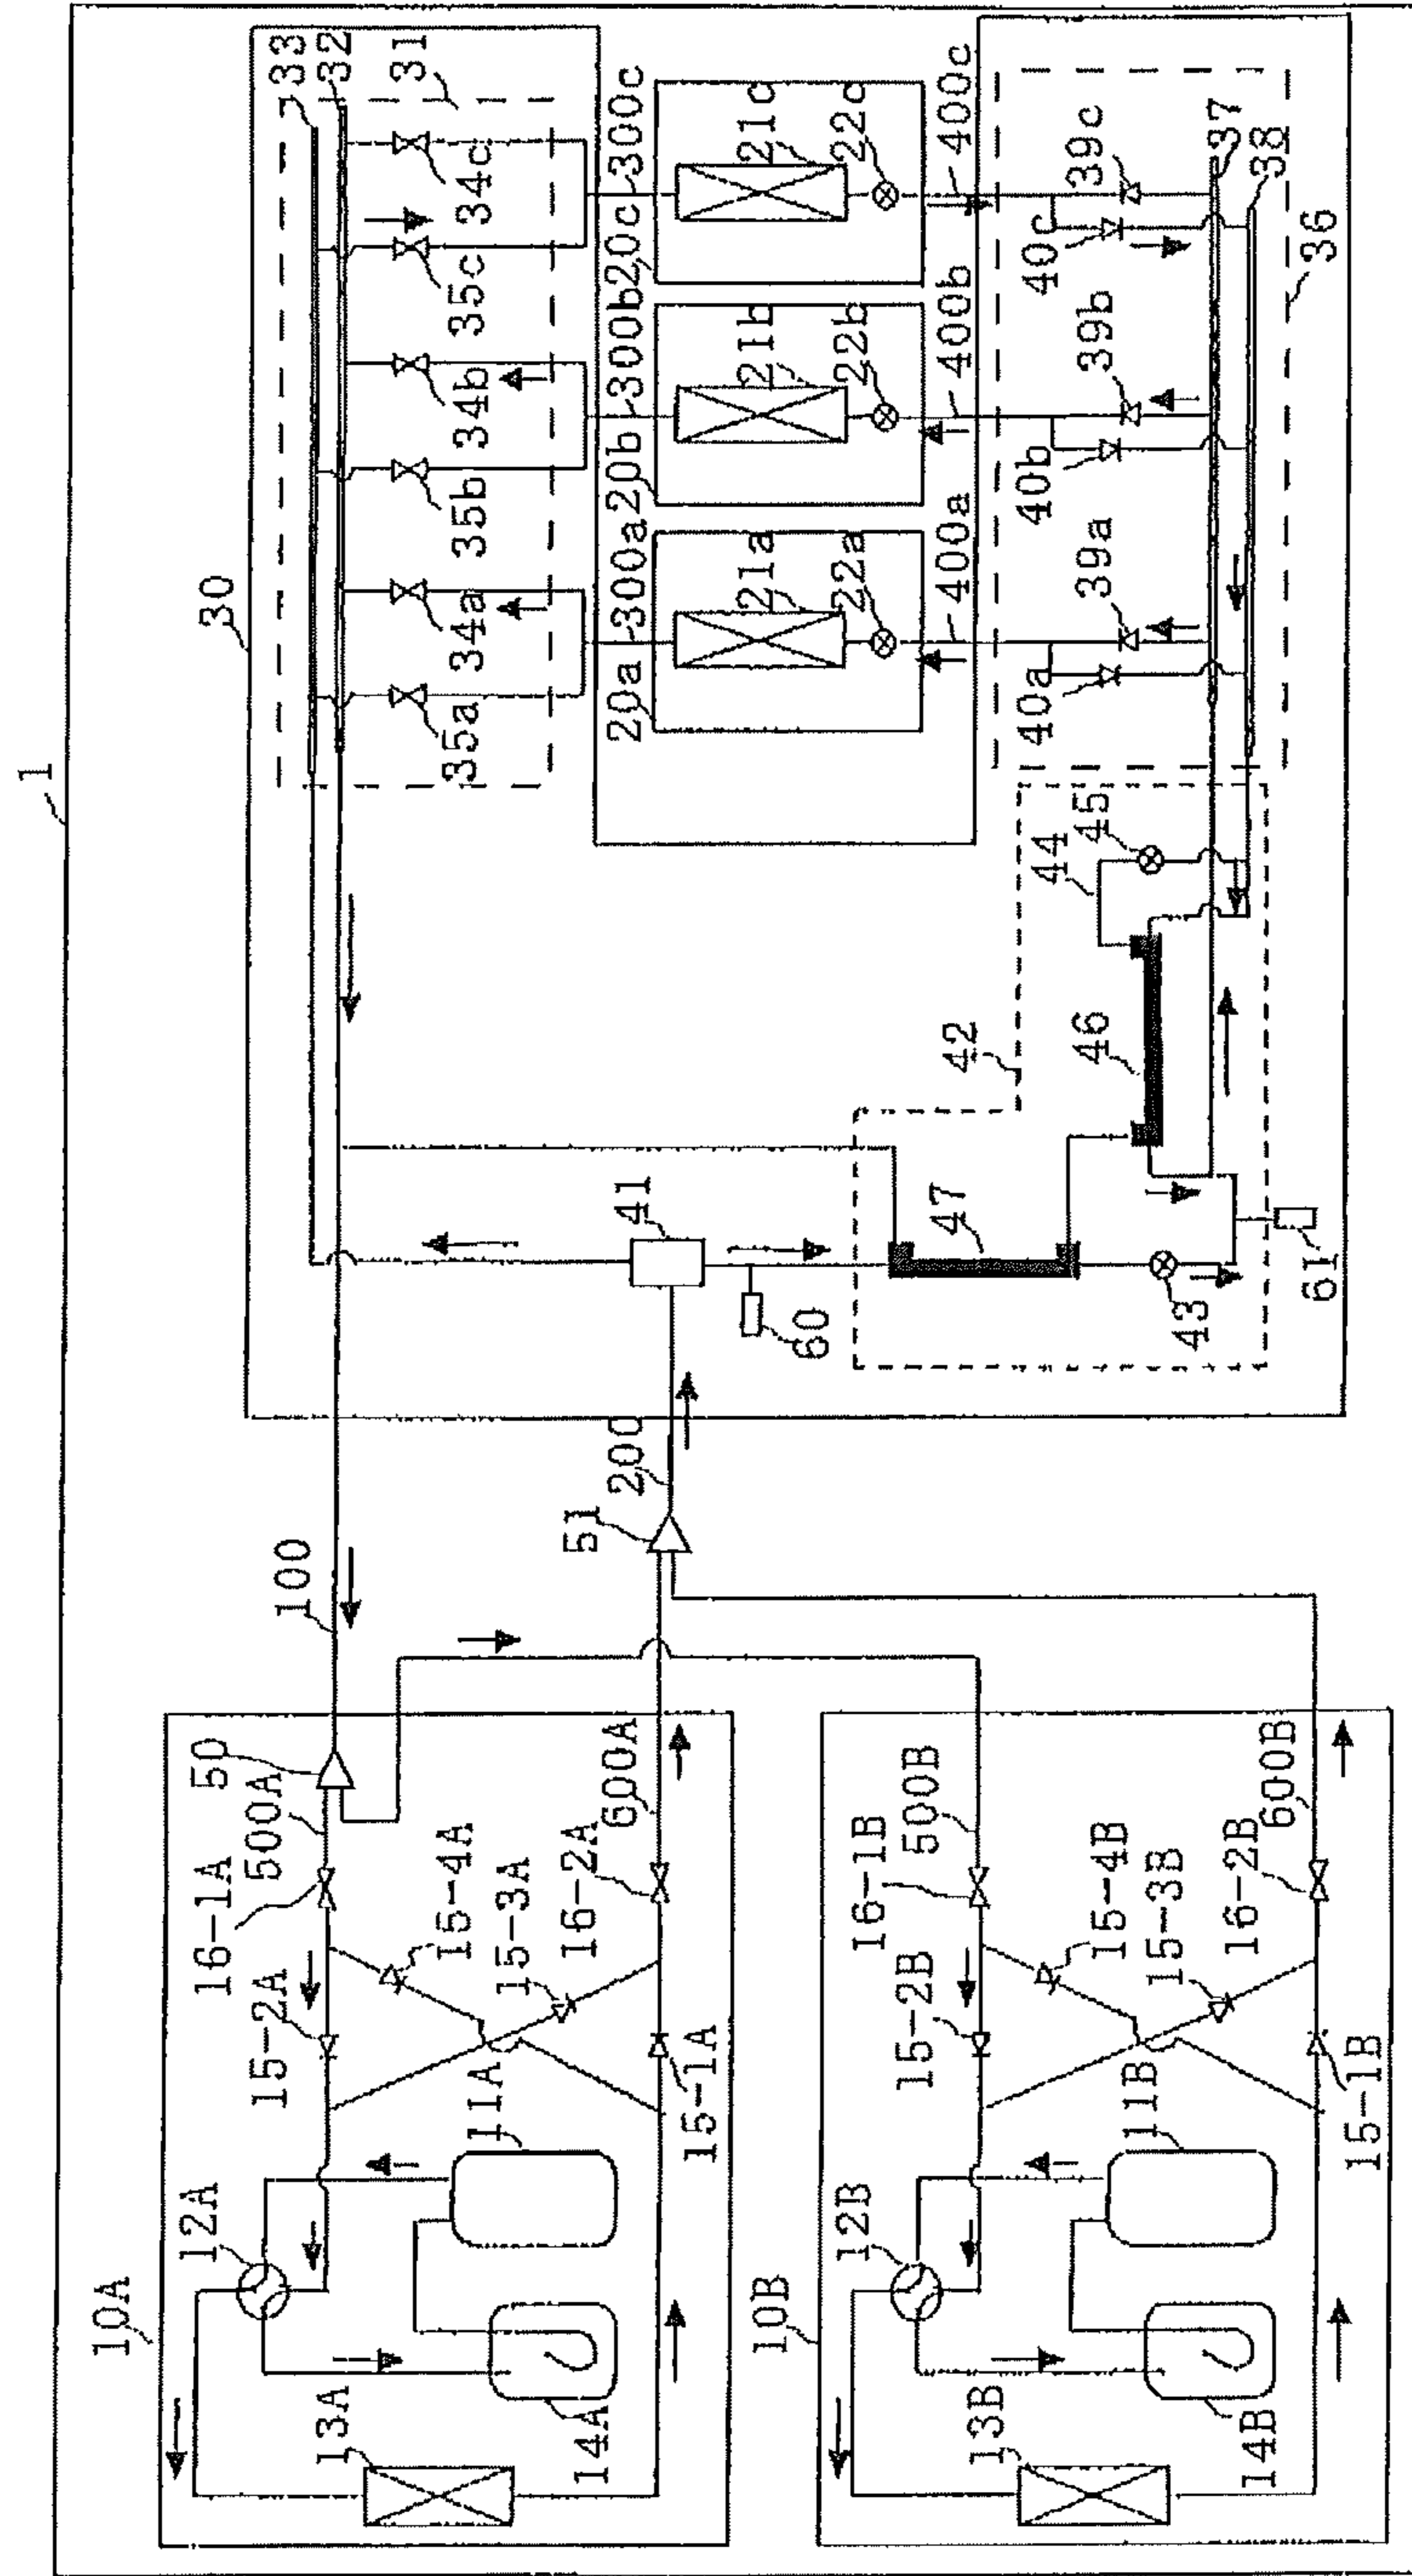 1
30
33
32
31
34c
35c
34b
35b
34a
35a
300c
300b
300a
20c
20b
20a
21c
21b
21a
22c
22b
22a
400c
400b
400a
39c
40c
39b
40b
39a
40a
37
38
36
45
44
46
42
47
41
60
43
61
200
51
100
50
500A
16-1A
15-2A
15-4A
15-3A
16-2A
600A
15-1A
11A
12A
10A
13A
14A
500B
16-1B
15-2B
15-4B
15-3B
16-2B
600B
15-1B
11B
12B
10B
13B
14B